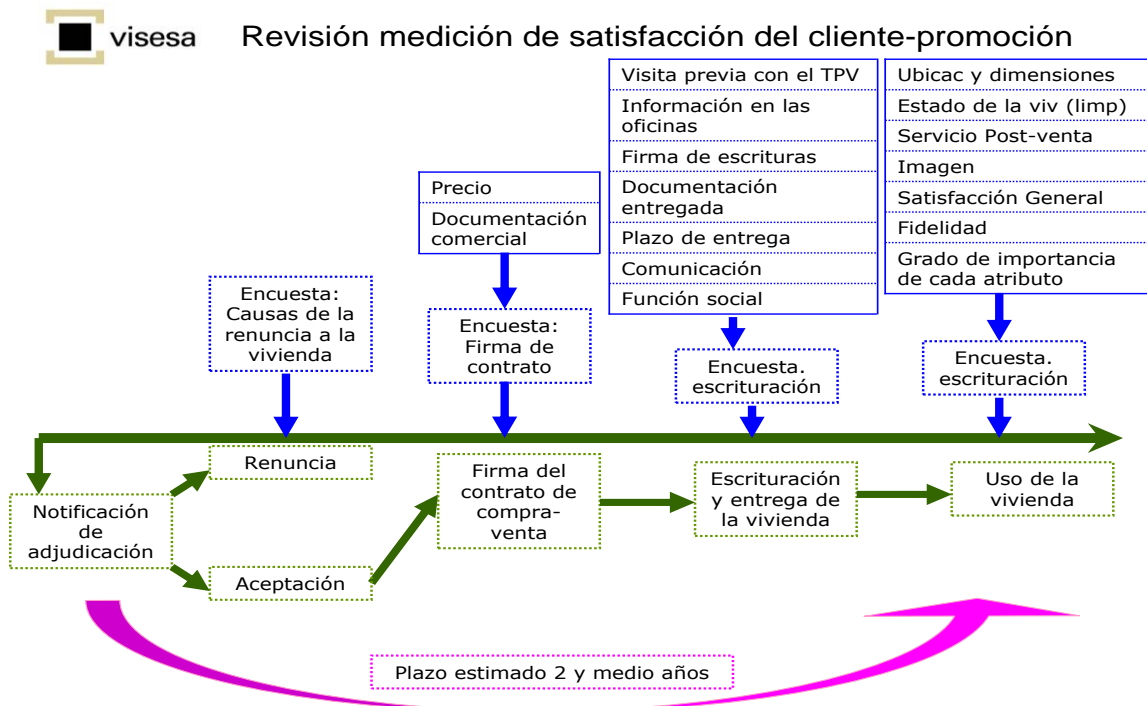 visesa
Revisión medición de satisfacción del cliente-promoción
Visita previa con el TPV
Información en las
oficinas
Firma de escrituras
Documentación
entregada
Plazo de entrega
Comunicación
Función social
Ubicac y dimensiones
Estado de la viv (limp)
Servicio Post-venta
Imagen
Satisfacción General
Fidelidad
Grado de importancia
de cada atributo
Precio
Documentación
comercial
Encuesta:
Causas de la
renuncia a la
vivienda
Encuesta:
Firma de
contrato
Encuesta.
escrituración
Encuesta.
escrituración
Notificación
de
adjudicación
Renuncia
Aceptación
Firma del
contrato de
compra-
venta
Escrituración
y entrega de
la vivienda
Uso de la
vivienda
Plazo estimado 2 y medio años